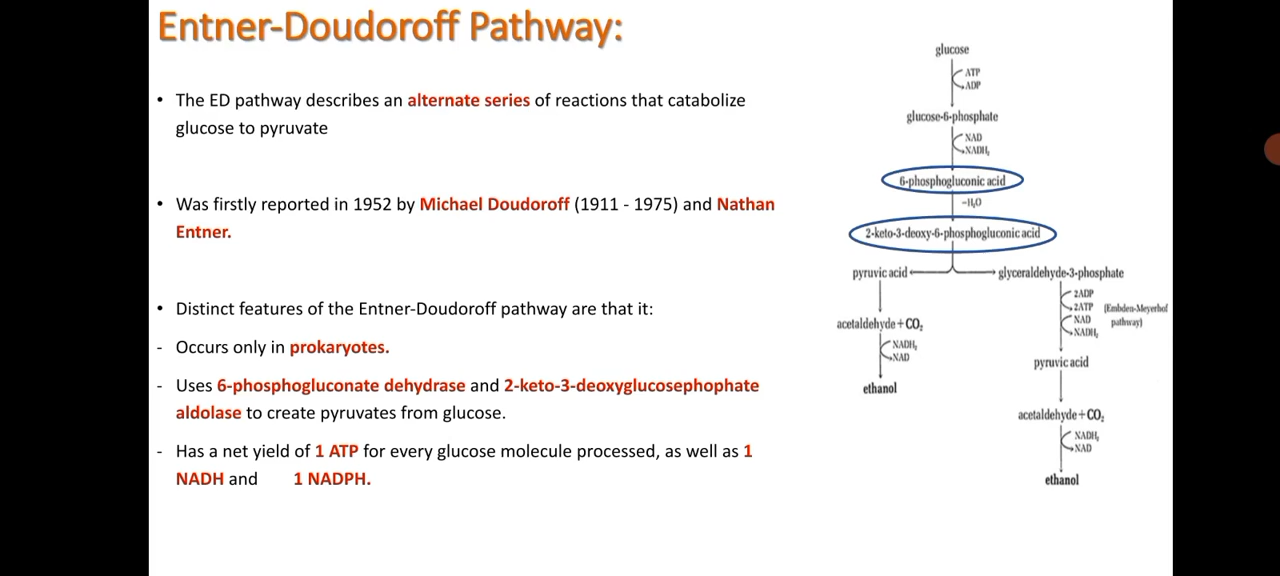 Entner-Doudoroff Pathway:
• The ED pathway describes an alternate series of reactions that catabolize
glucose to pyruvate
• Was firstly reported in 1952 by Michael Doudoroff (1911 - 1975) and Nathan
Entner.
• Distinct features of the Entner-Doudoroff pathway are that it:
- Occurs only in prokaryotes.
- Uses 6-phosphogluconate dehydrase and 2-keto-3-deoxyglucosephophate
aldolase to create pyruvates from glucose.
- Has a net yield of 1 ATP for every glucose molecule processed, as well as 1
NADH and 1 NADPH.
glucose
ATP
ADP
glucose-6-phosphate
NAD
NADH₂
6-phosphogluconic acid
-H₂O
2-keto-3-deoxy-6-phosphogluconic acid
pyruvic acid
glyceraldehyde-3-phosphate
2ADP
2ATP (Embden-Meyerhof
NAD pathway)
NADH₂
acetaldehyde + CO₂
NADH₂
NAD
pyruvic acid
ethanol
acetaldehyde + CO₂
NADH₂
NAD
ethanol